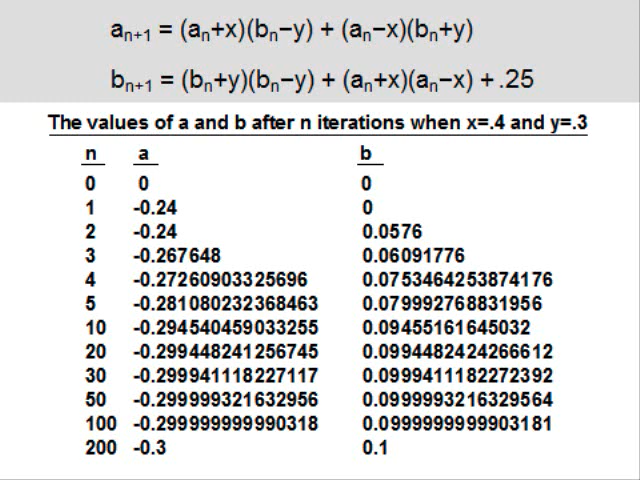 aₙ₊₁ = (aₙ+x)(bₙ−y) + (aₙ−x)(bₙ+y)
bₙ₊₁ = (bₙ+y)(bₙ−y) + (aₙ+x)(aₙ−x) + .25
The values of a and b after n iterations when x=.4 and y=.3
n a b
0 0 0
1 -0.24 0
2 -0.24 0.0576
3 -0.267648 0.06091776
4 -0.27260903325696 0.0753464253874176
5 -0.281080232368463 0.079992768831956
10 -0.294540459033255 0.09455161645032
20 -0.299448241256745 0.0994482424266612
30 -0.299941118227117 0.0999411182272392
50 -0.299999321632956 0.0999993216329564
100 -0.299999999990318 0.0999999999903181
200 -0.3 0.1